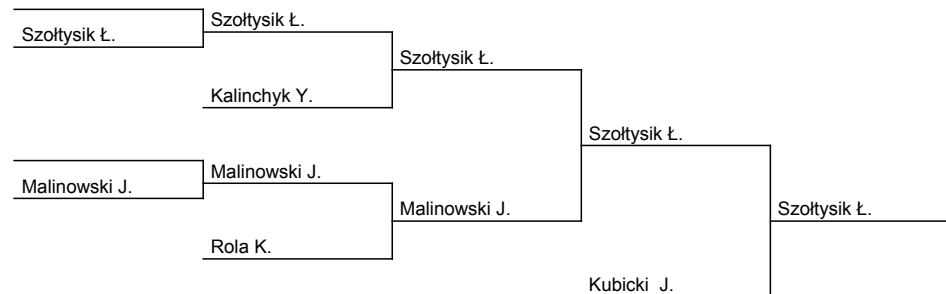 Szołtysik Ł.
Szołtysik Ł.
Szołtysik Ł.
Kalinchyk Y.
Szołtysik Ł.
Malinowski J.
Malinowski J.
Malinowski J.
Szołtysik Ł.
Rola K.
Kubicki J.